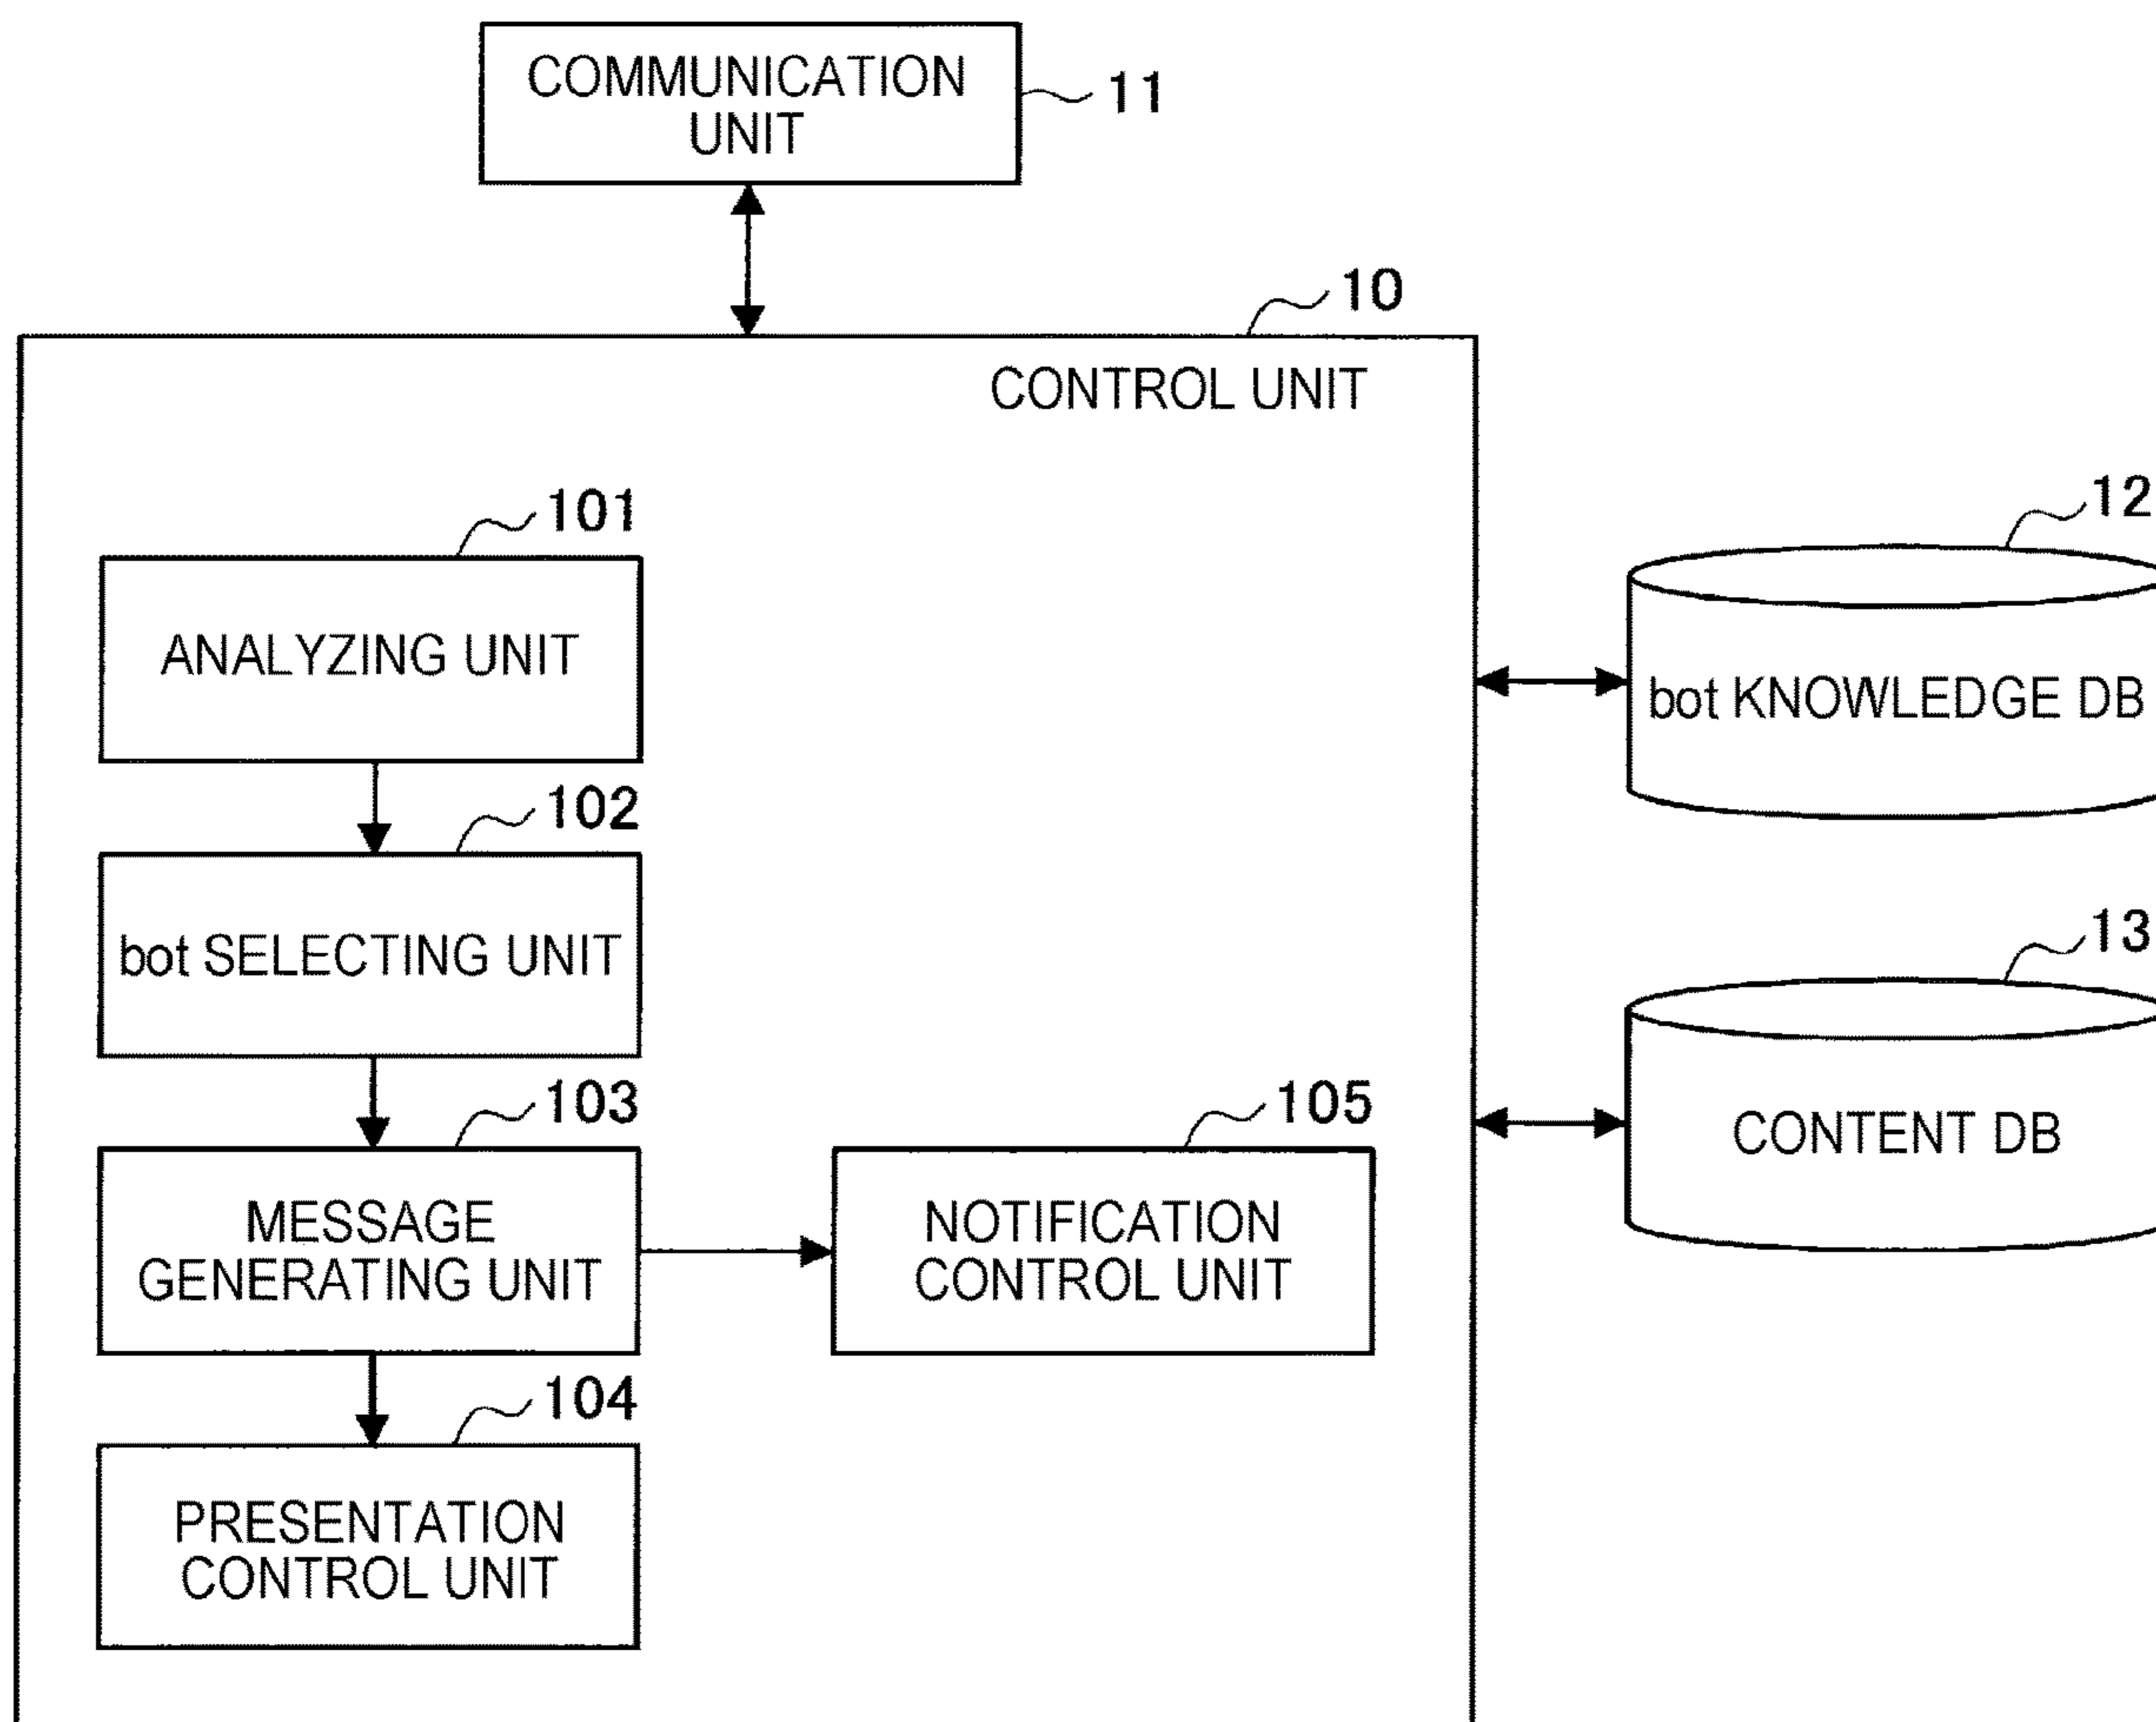 COMMUNICATION
UNIT
11
10
CONTROL UNIT
101
ANALYZING UNIT
12
bot KNOWLEDGE DB
102
bot SELECTING UNIT
13
CONTENT DB
103
MESSAGE
GENERATING UNIT
105
NOTIFICATION
CONTROL UNIT
104
PRESENTATION
CONTROL UNIT